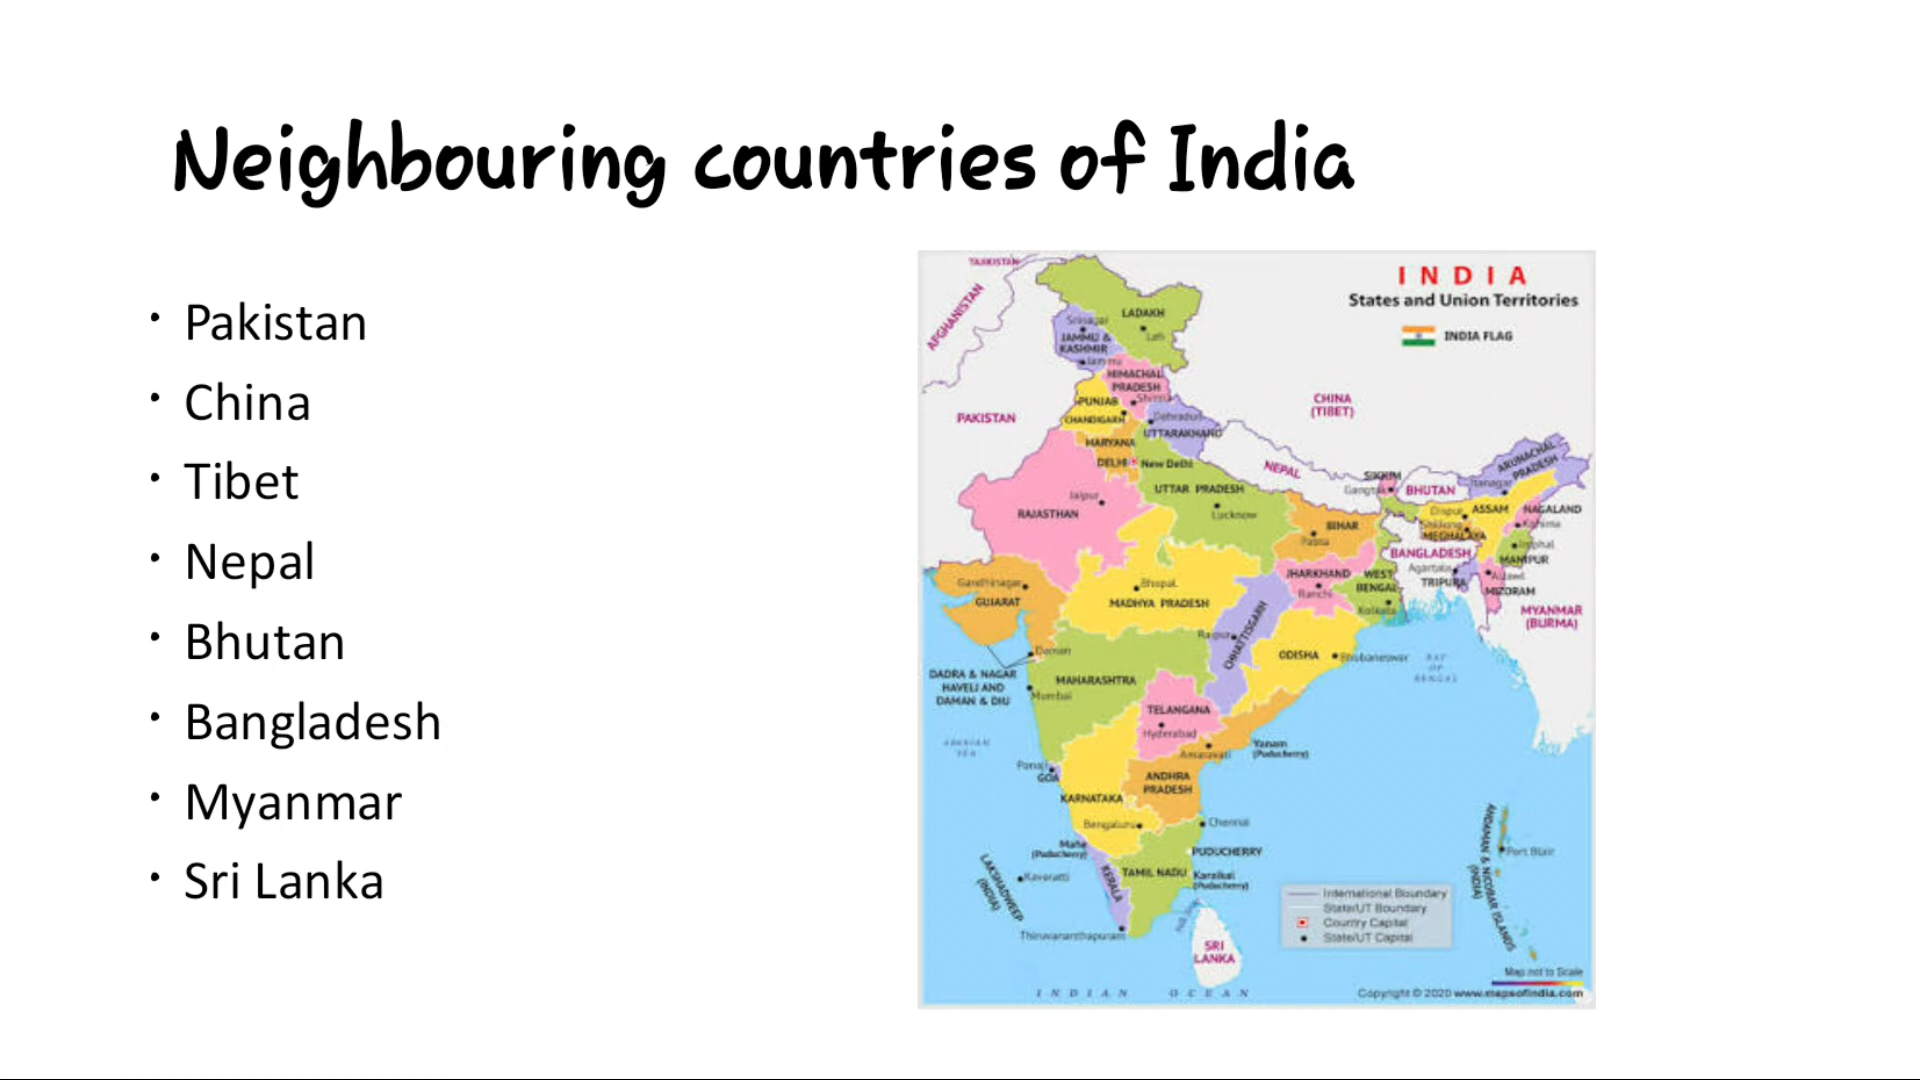 Neighbouring countries of India
• Pakistan
• China
• Tibet
• Nepal
• Bhutan
• Bangladesh
• Myanmar
• Sri Lanka
INDIA
States and Union Territories
INDIA FLAG
TAJIKISTAN
AFGHANISTAN
LADAKH
Srinagar
Leh
JAMMU &
KASHMIR
Jammu
HIMACHAL
PRADESH
Shimla
CHINA
(TIBET)
PAKISTAN
PUNJAB
CHANDIGARH
Dehradun
UTTARAKHAND
HARYANA
DELHI
New Delhi
NEPAL
ARUNACHAL
PRADESH
SIKKIM
Gangtok
BHUTAN
Itanagar
UTTAR PRADESH
Jaipur
RAJASTHAN
Lucknow
BIHAR
Patna
Dispur
ASSAM
NAGALAND
Kohima
Shillong
MEGHALAYA
Imphal
MANIPUR
BANGLADESH
Agartala
TRIPURA
Aizawl
MIZORAM
JHARKHAND
Ranchi
WEST
BENGAL
Kolkata
MYANMAR
(BURMA)
Gandhinagar
GUJARAT
Bhopal
MADHYA PRADESH
Raipur
CHHATTISGARH
ODISHA
Bhubaneswar
BAY
OF
BENGAL
Daman
DADRA & NAGAR
HAVELI AND
DAMAN & DIU
Mumbai
MAHARASHTRA
TELANGANA
Hyderabad
Amaravati
Yanam
(Puducherry)
ARABIAN
SEA
Panaji
GOA
ANDHRA
PRADESH
KARNATAKA
Bengaluru
Chennai
Mahe
(Puducherry)
PUDUCHERRY
LAKSHADWEEP
(INDIA)
Kavaratti
KERALA
TAMIL NADU
Karaikal
(Puducherry)
Thiruvananthapuram
SRI
LANKA
ANDAMAN & NICOBAR ISLANDS
(INDIA)
Port Blair
International Boundary
State/UT Boundary
Country Capital
State/UT Capital
Map not to Scale
INDIAN OCEAN
Copyright © 2020 www.mapsofindia.com